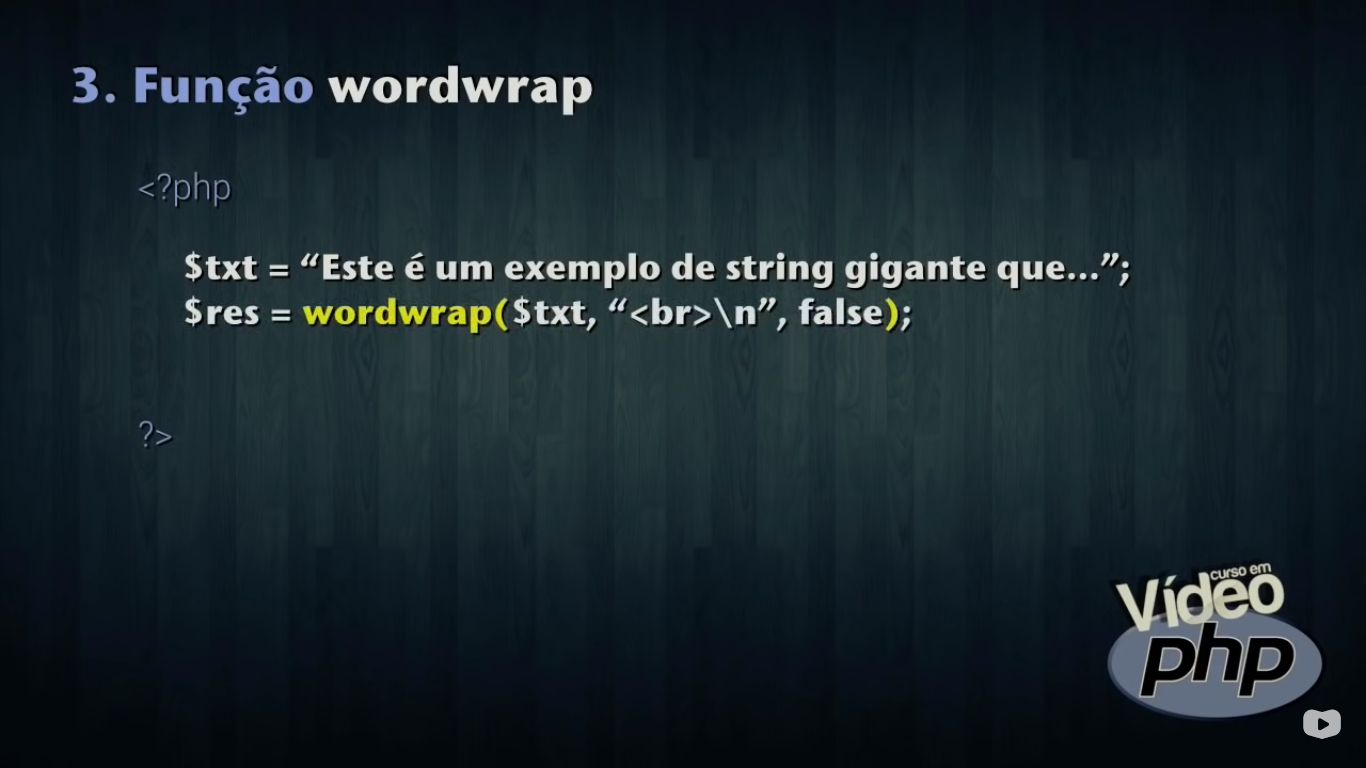 3. Função wordwrap
<?php
$txt = “Este é um exemplo de string gigante que...”;
$res = wordwrap($txt, “<br>\n”, false);
?>
curso em
Vídeo
php